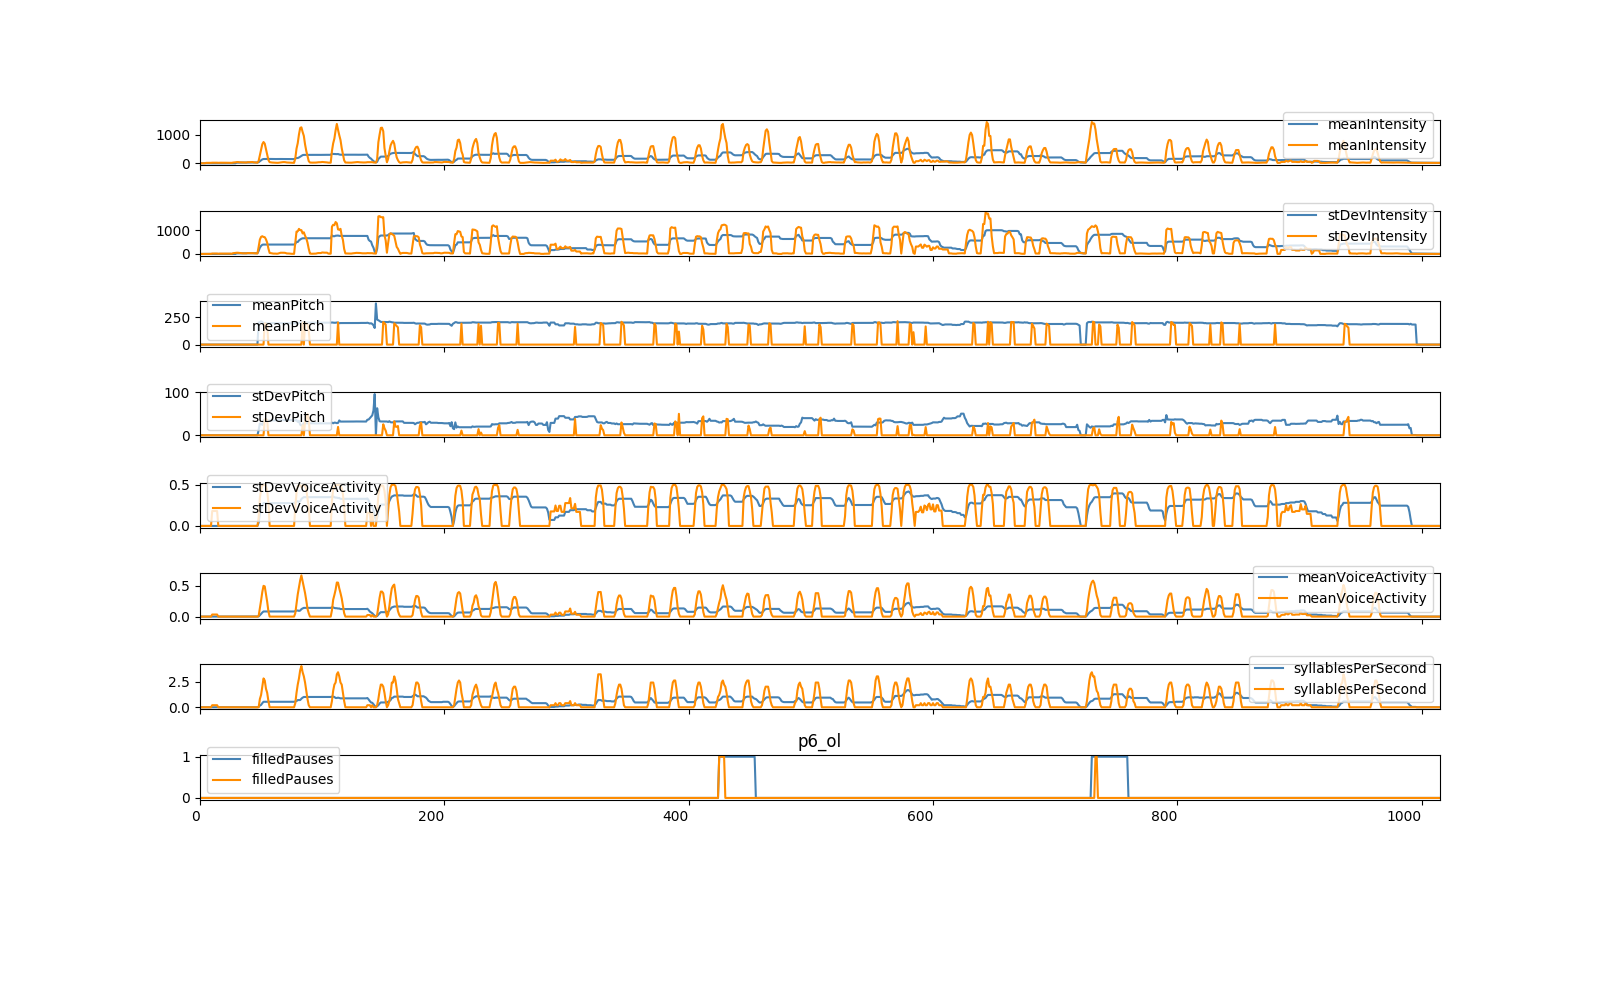 1000
0
meanIntensity
meanIntensity
1000
0
stDevIntensity
stDevIntensity
250
0
meanPitch
meanPitch
100
0
stDevPitch
stDevPitch
0.5
0.0
stDevVoiceActivity
stDevVoiceActivity
0.5
0.0
meanVoiceActivity
meanVoiceActivity
2.5
0.0
syllablesPerSecond
syllablesPerSecond
p6_ol
1
0
filledPauses
filledPauses
0 200 400 600 800 1000